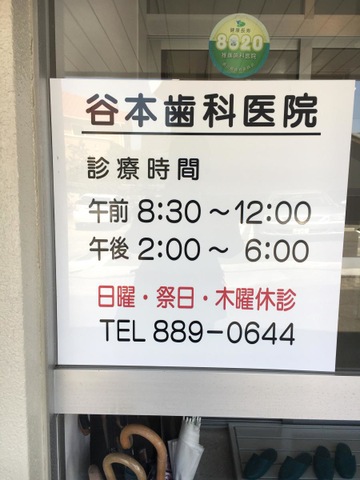 8020
谷本歯科医院
診療時間
午前 8:30～12:00
午後 2:00～ 6:00
日曜・祭日・木曜休診
TEL 889-0644